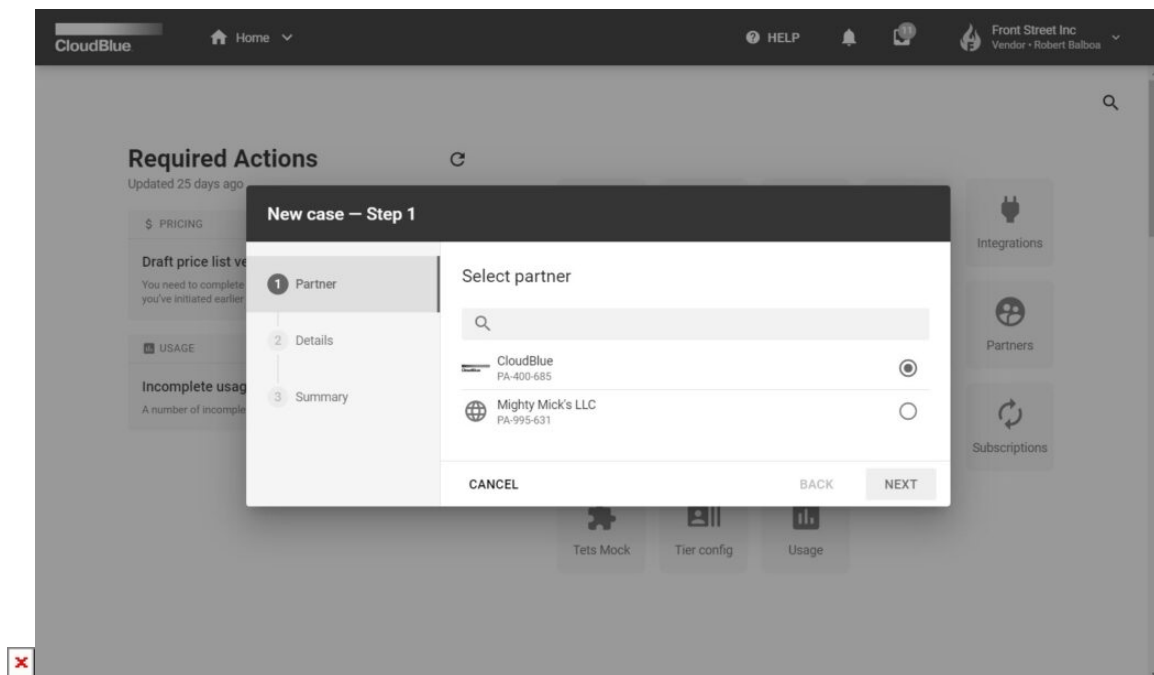 CloudBlue
Home
HELP
11
Front Street Inc
Vendor • Robert Balboa
Required Actions
Updated 25 days ago
$ PRICING
Draft price list ve
You need to complete
you've initiated earlier
USAGE
Incomplete usag
A number of incomple
New case — Step 1
1 Partner
2 Details
3 Summary
Select partner
CloudBlue
PA-400-685
Mighty Mick's LLC
PA-995-631
CANCEL
BACK
NEXT
Integrations
Partners
Subscriptions
Tets Mock
Tier config
Usage